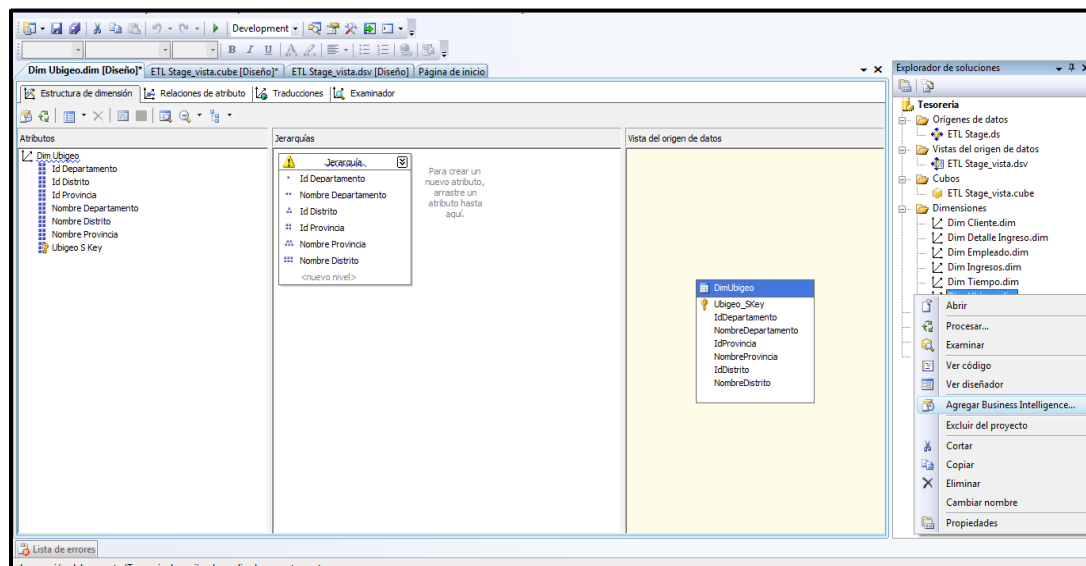 Development
B I U A
Dim Ubigeo.dim [Diseño]* ETL Stage_vista.cube [Diseño]* ETL Stage_vista.dsv [Diseño] Página de inicio
Estructura de dimensión Relaciones de atributo Traducciones Examinador
Atributos
Dim Ubigeo
Id Departamento
Id Distrito
Id Provincia
Nombre Departamento
Nombre Distrito
Nombre Provincia
Ubigeo S Key
Jerarquías
Jerarquía
Id Departamento
Nombre Departamento
Id Distrito
Id Provincia
Nombre Provincia
Nombre Distrito
<nuevo nivel>
Para crear un
nuevo atributo,
arrastre un
atributo hasta
aquí.
Vista del origen de datos
DimUbigeo
Ubigeo_SKey
IdDepartamento
NombreDepartamento
IdProvincia
NombreProvincia
IdDistrito
NombreDistrito
Explorador de soluciones
Tesoreria
Orígenes de datos
ETL Stage.ds
Vistas del origen de datos
ETL Stage_vista.dsv
Cubos
ETL Stage_vista.cube
Dimensiones
Dim Cliente.dim
Dim Detalle Ingreso.dim
Dim Empleado.dim
Dim Ingresos.dim
Dim Tiempo.dim
Abrir
Procesar...
Examinar
Ver código
Ver diseñador
Agregar Business Intelligence...
Excluir del proyecto
Cortar
Copiar
Eliminar
Cambiar nombre
Propiedades
Lista de errores